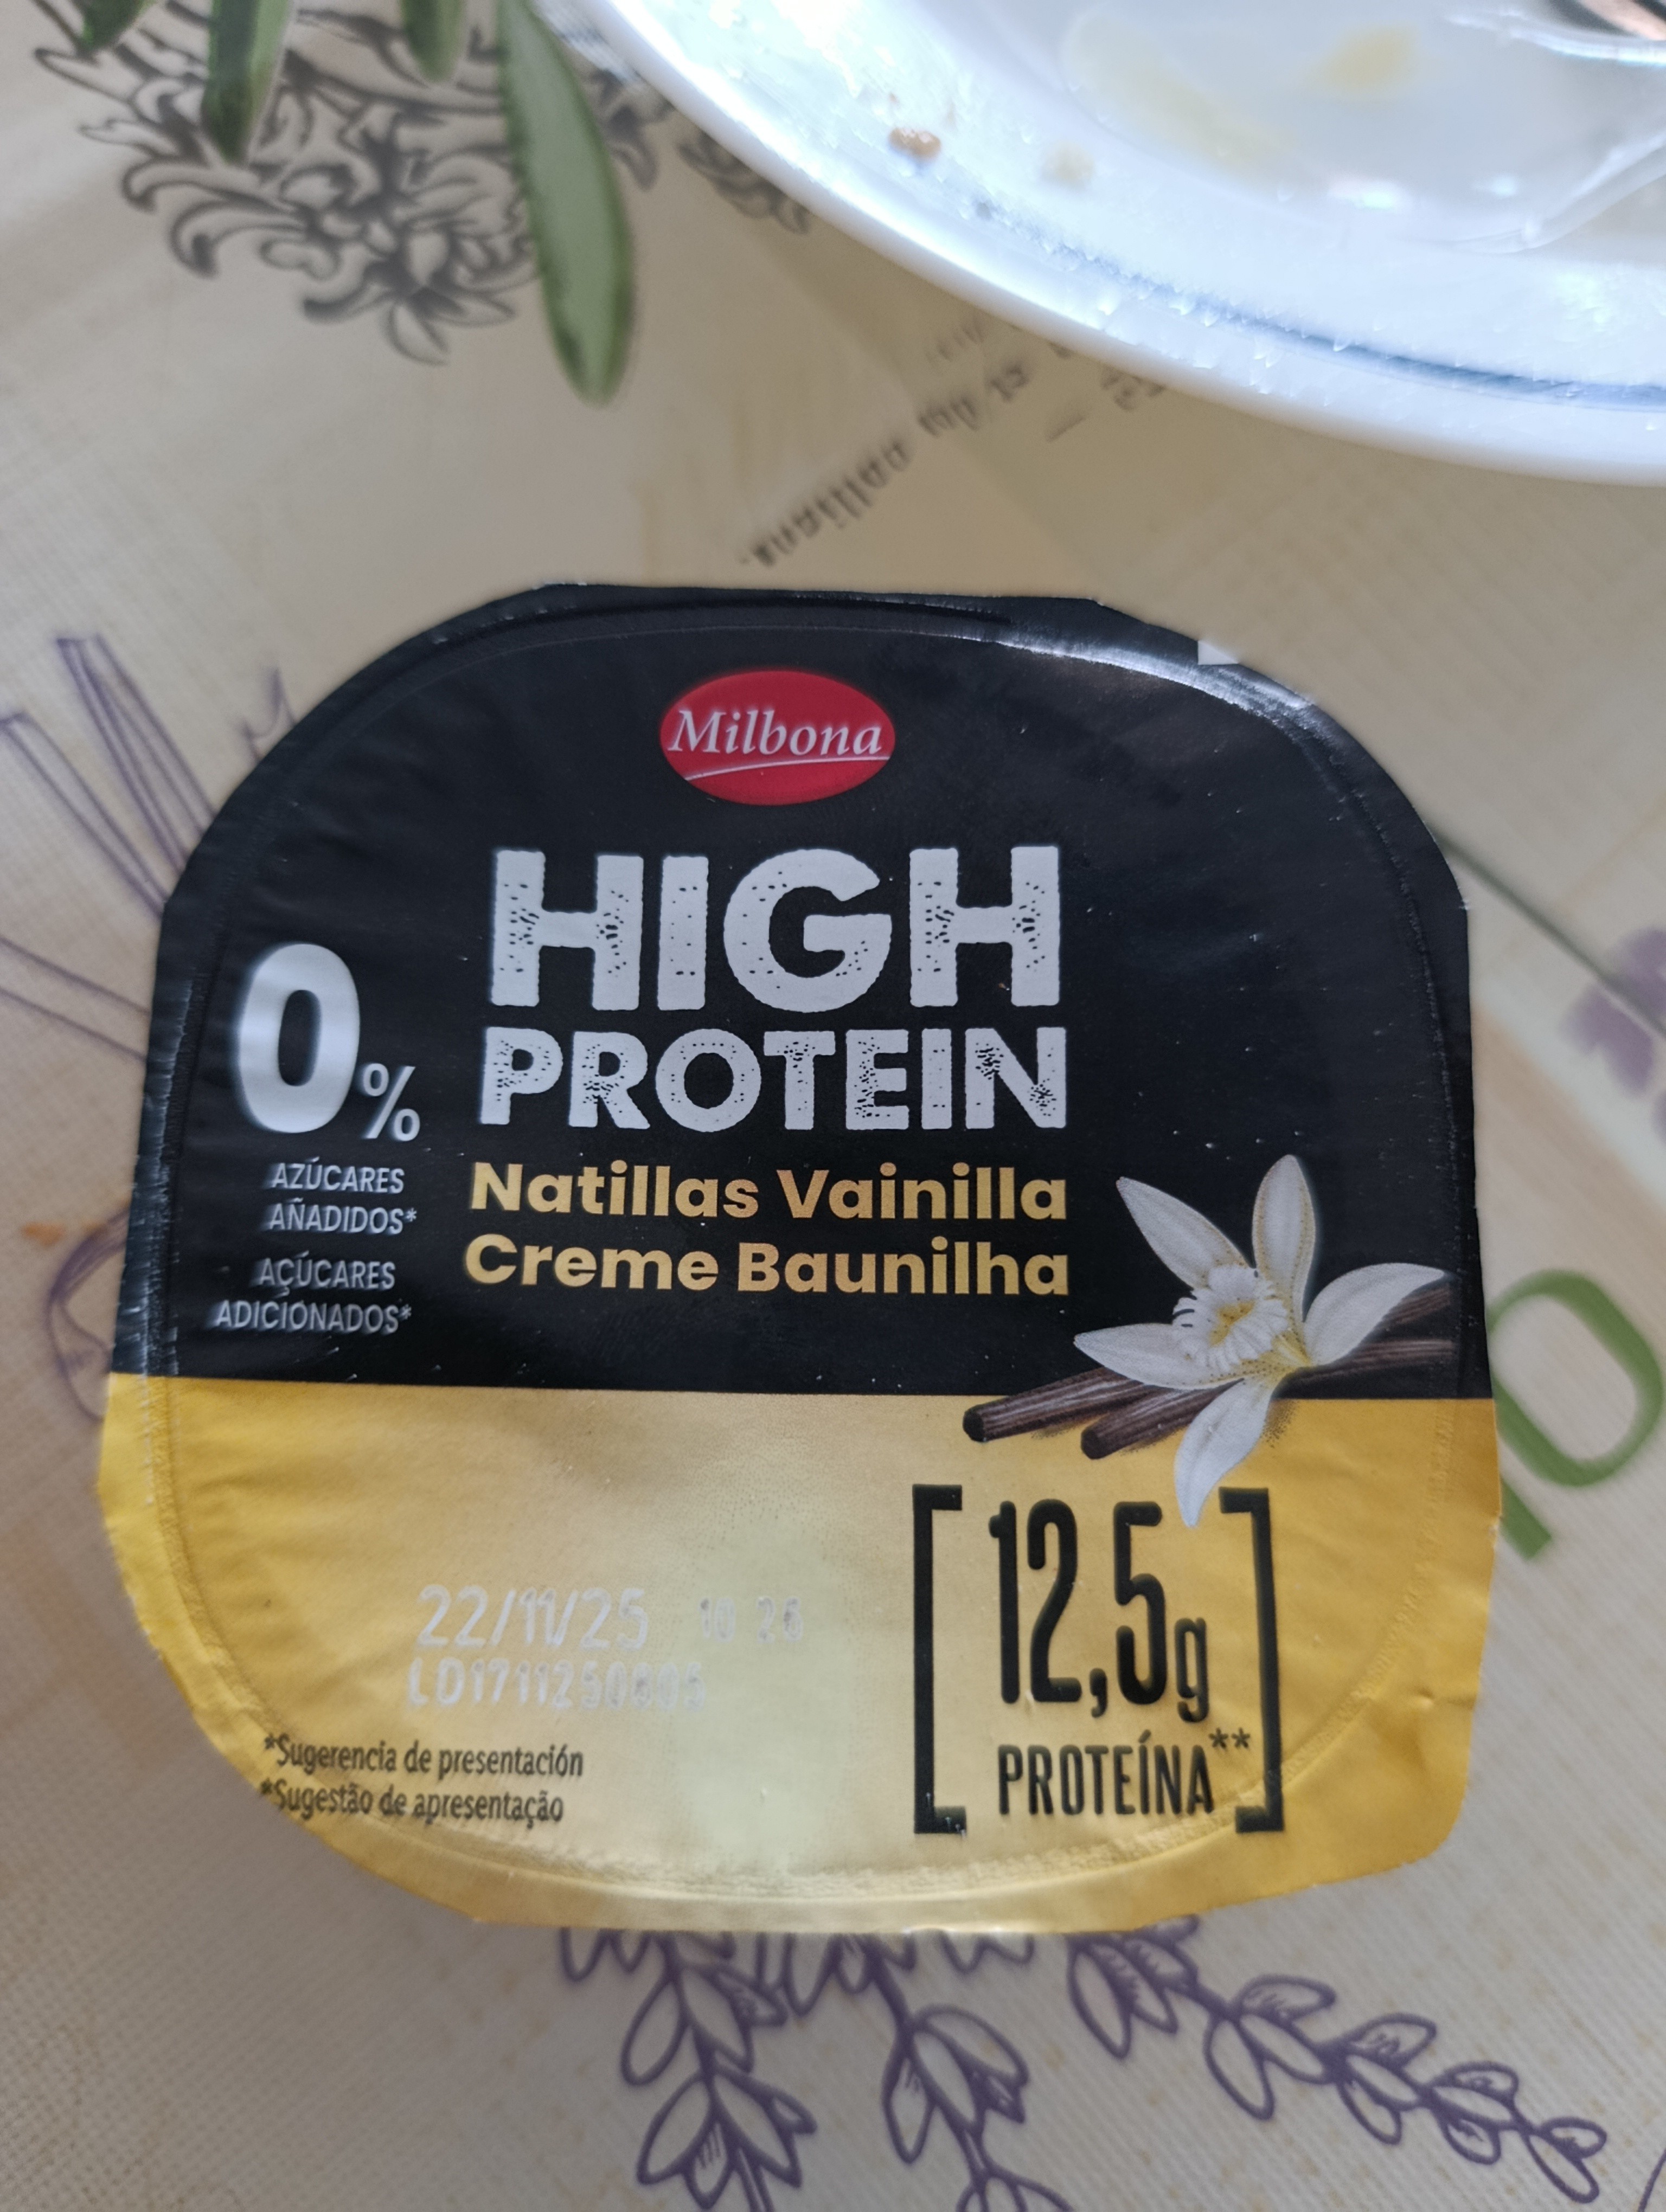 Milbona
HIGH
PROTEIN
0%
AZÚCARES
AÑADIDOS*
AÇÚCARES
ADICIONADOS*
Natillas Vainilla
Creme Baunilha
12,5g
PROTEÍNA**
22/11/25
*Sugerencia de presentación
*Sugestão de apresentação